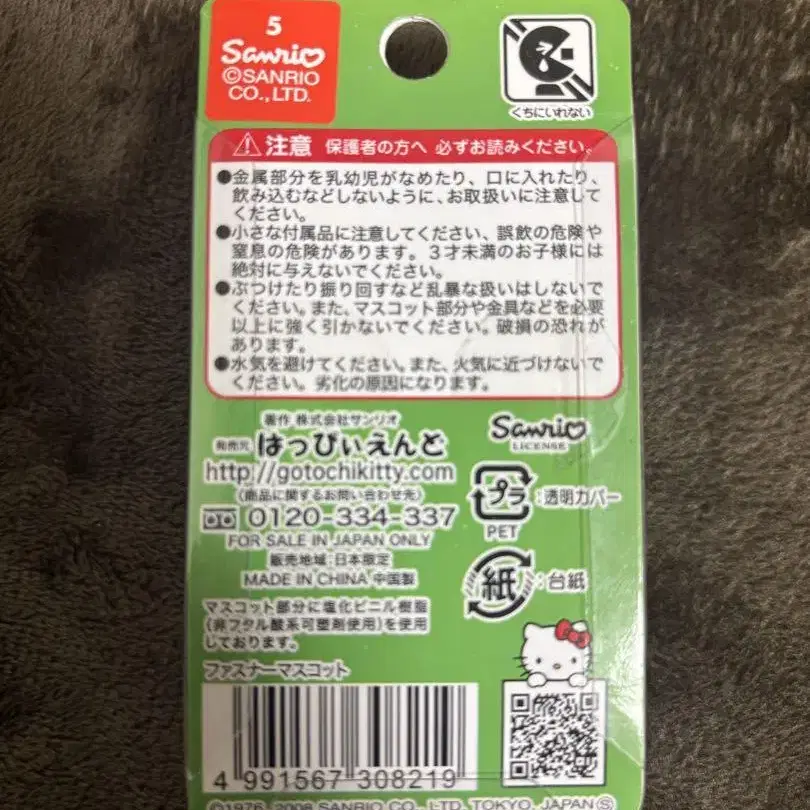 5
Sanrio
©SANRIO
CO., LTD.
くちにいれない
注意 保護者の方へ 必ずお読みください。
●金属部分を乳幼児がなめたり、口に入れたり、
飲み込むなどしないように、お取扱いに注意して
ください。
●小さな付属品に注意してください、誤飲の危険や
窒息の危険があります。3才未満のお子様には
絶対に与えないでください。
●ぶつけたり振り回すなど乱暴な扱いはしないで
ください。また、マスコット部分や金具などを必要
以上に強く引かないでください。破損の恐れが
あります。
●水気を避けてください。また、火気に近づけないで
ください。劣化の原因になります。
著作 株式会社サンリオ
発売元 はっぴぃえんど
http://gotochikitty.com
(商品に関するお問い合わせ先)
0120-334-337
FOR SALE IN JAPAN ONLY
販売地域:日本限定
MADE IN CHINA 中国製
Sanrio
LICENSE
プラ :透明カバー
PET
紙 :台紙
マスコット部分に塩化ビニル樹脂
(非フタル酸系可塑剤使用)を使用
しております。
ファスナーマスコット
4 991567 308219
©1976, 2008 SANRIO CO., LTD. TOKYO, JAPAN Ⓢ